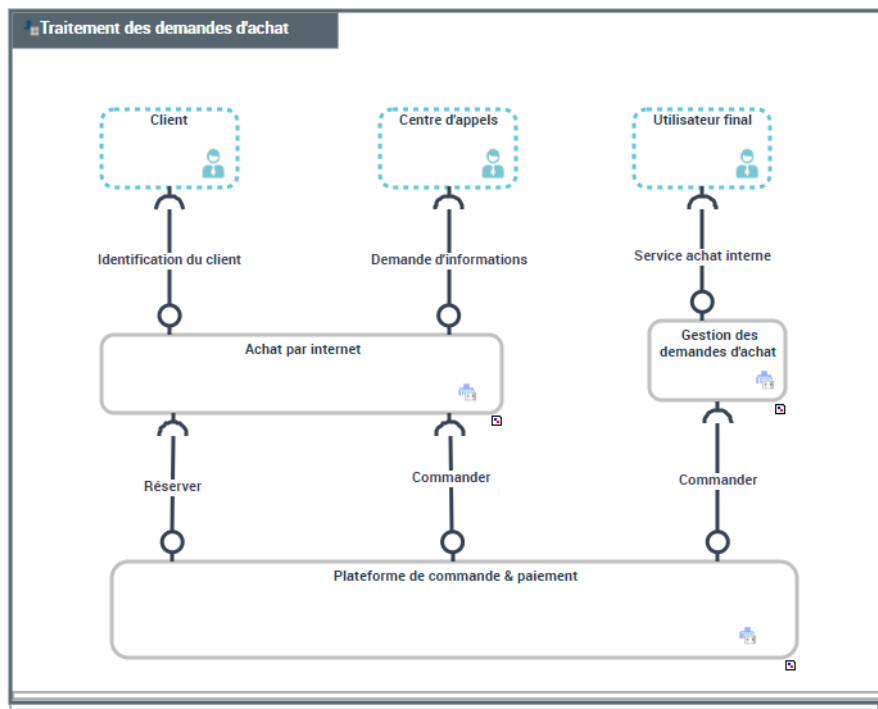 Traitement des demandes d'achat
Client
Centre d'appels
Utilisateur final
Identification du client
Demande d'informations
Service achat interne
Achat par internet
Gestion des
demandes d'achat
Réserver
Commander
Commander
Plateforme de commande & paiement